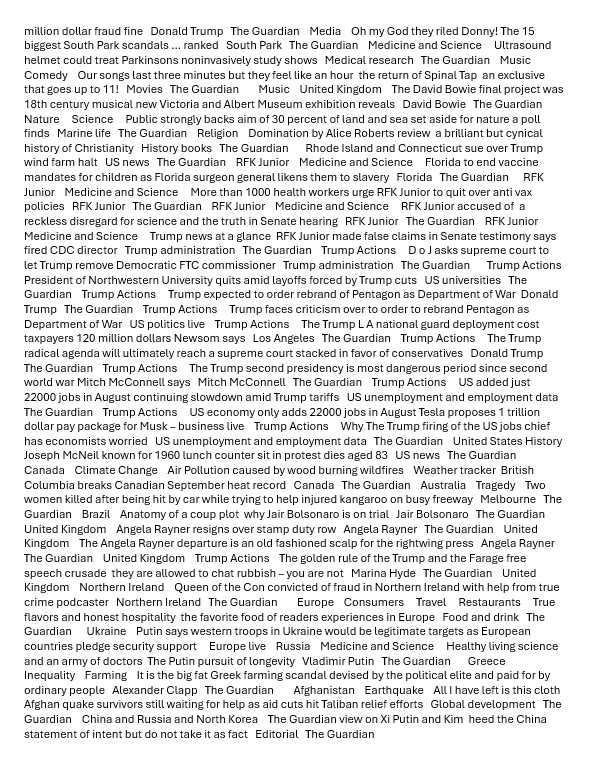 million dollar fraud fine   Donald Trump   The Guardian    Media    Oh my God they riled Donny! The 15
biggest South Park scandals ... ranked   South Park   The Guardian    Medicine and Science     Ultrasound
helmet could treat Parkinsons noninvasively study shows   Medical research   The Guardian    Music
Comedy    Our songs last three minutes but they feel like an hour  the return of Spinal Tap  an exclusive
that goes up to 11!   Movies   The Guardian       Music    United Kingdom   The David Bowie final project was
18th century musical new Victoria and Albert Museum exhibition reveals   David Bowie   The Guardian
Nature    Science    Public strongly backs aim of 30 percent of land and sea set aside for nature a poll
finds   Marine life   The Guardian    Religion   Domination by Alice Roberts review  a brilliant but cynical
history of Christianity   History books   The Guardian       Rhode Island and Connecticut sue over Trump
wind farm halt   US news   The Guardian    RFK Junior    Medicine and Science     Florida to end vaccine
mandates for children as Florida surgeon general likens them to slavery   Florida   The Guardian      RFK
Junior    Medicine and Science     More than 1000 health workers urge RFK Junior to quit over anti vax
policies   RFK Junior   The Guardian    RFK Junior    Medicine and Science     RFK Junior accused of  a
reckless disregard for science and the truth in Senate hearing   RFK Junior   The Guardian    RFK Junior
Medicine and Science     Trump news at a glance  RFK Junior made false claims in Senate testimony says
fired CDC director   Trump administration   The Guardian    Trump Actions     D o J asks supreme court to
let Trump remove Democratic FTC commissioner   Trump administration   The Guardian       Trump Actions
President of Northwestern University quits amid layoffs forced by Trump cuts   US universities   The
Guardian    Trump Actions     Trump expected to order rebrand of Pentagon as Department of War  Donald
Trump   The Guardian    Trump Actions     Trump faces criticism over to order to rebrand Pentagon as
Department of War   US politics live    Trump Actions     The Trump L A national guard deployment cost
taxpayers 120 million dollars Newsom says   Los Angeles   The Guardian    Trump Actions     The Trump
radical agenda will ultimately reach a supreme court stacked in favor of conservatives   Donald Trump
The Guardian    Trump Actions     The Trump second presidency is most dangerous period since second
world war Mitch McConnell says   Mitch McConnell   The Guardian    Trump Actions     US added just
22000 jobs in August continuing slowdown amid Trump tariffs   US unemployment and employment data
The Guardian    Trump Actions     US economy only adds 22000 jobs in August Tesla proposes 1 trillion
dollar pay package for Musk – business live    Trump Actions     Why The Trump firing of the US jobs chief
has economists worried   US unemployment and employment data   The Guardian    United States History
Joseph McNeil known for 1960 lunch counter sit in protest dies aged 83   US news   The Guardian
Canada    Climate Change    Air Pollution caused by wood burning wildfires    Weather tracker  British
Columbia breaks Canadian September heat record   Canada   The Guardian    Australia    Tragedy    Two
women killed after being hit by car while trying to help injured kangaroo on busy freeway   Melbourne   The
Guardian    Brazil    Anatomy of a coup plot  why Jair Bolsonaro is on trial   Jair Bolsonaro   The Guardian
United Kingdom    Angela Rayner resigns over stamp duty row   Angela Rayner   The Guardian    United
Kingdom    The Angela Rayner departure is an old fashioned scalp for the rightwing press   Angela Rayner
The Guardian    United Kingdom    Trump Actions    The golden rule of the Trump and the Farage free
speech crusade  they are allowed to chat rubbish – you are not   Marina Hyde   The Guardian    United
Kingdom    Northern Ireland    Queen of the Con convicted of fraud in Northern Ireland with help from true
crime podcaster   Northern Ireland   The Guardian       Europe    Consumers    Travel    Restaurants    True
flavors and honest hospitality  the favorite food of readers experiences in Europe   Food and drink   The
Guardian     Ukraine    Putin says western troops in Ukraine would be legitimate targets as European
countries pledge security support    Europe live    Russia    Medicine and Science     Healthy living science
and an army of doctors  The Putin pursuit of longevity   Vladimir Putin   The Guardian       Greece
Inequality    Farming    It is the big fat Greek farming scandal devised by the political elite and paid for by
ordinary people   Alexander Clapp   The Guardian       Afghanistan    Earthquake    All I have left is this cloth
Afghan quake survivors still waiting for help as aid cuts hit Taliban relief efforts   Global development   The
Guardian    China and Russia and North Korea    The Guardian view on Xi Putin and Kim  heed the China
statement of intent but do not take it as fact   Editorial   The Guardian